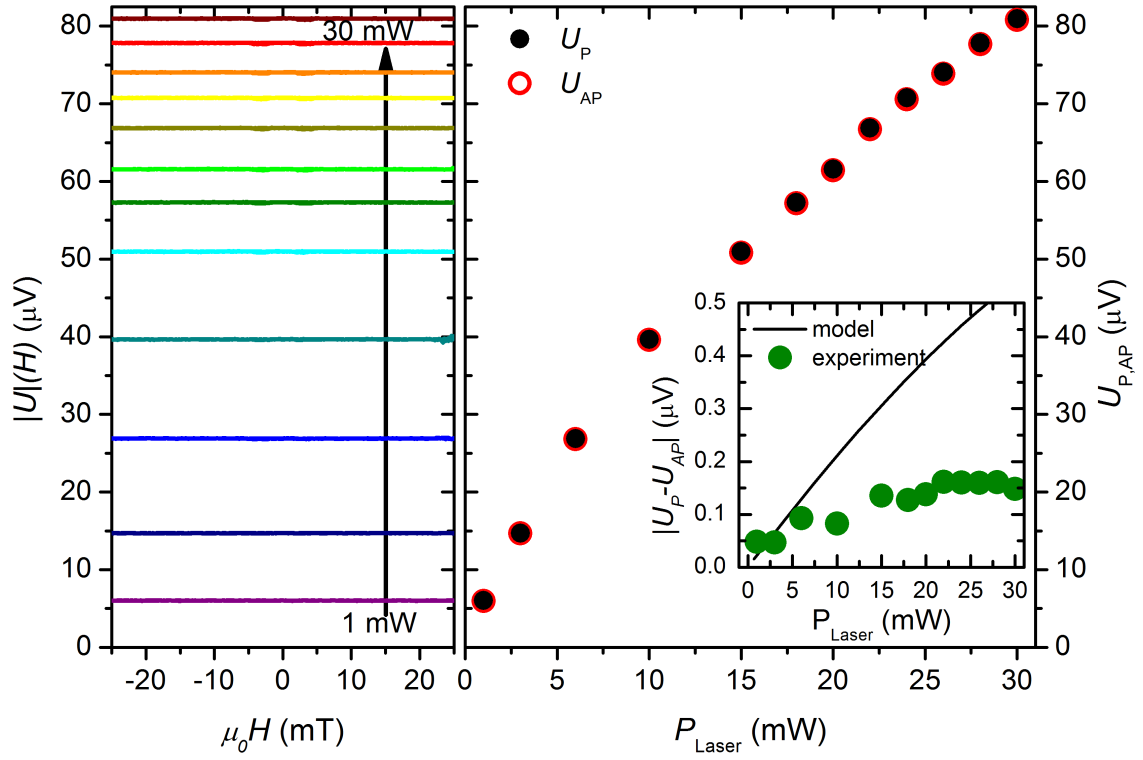 |U|(H) (μV)
80
70
60
50
40
30
20
10
0
30 mW
1 mW
-20 -10 0 10 20
μ0H (mT)
U_P
U_AP
80
70
60
50
40
30
20
10
0
U_P,AP (μV)
0 5 10 15 20 25 30
P_Laser (mW)
|U_P-U_AP| (μV)
0.5
0.4
0.3
0.2
0.1
0.0
model
experiment
0 5 10 15 20 25 30
P_Laser (mW)